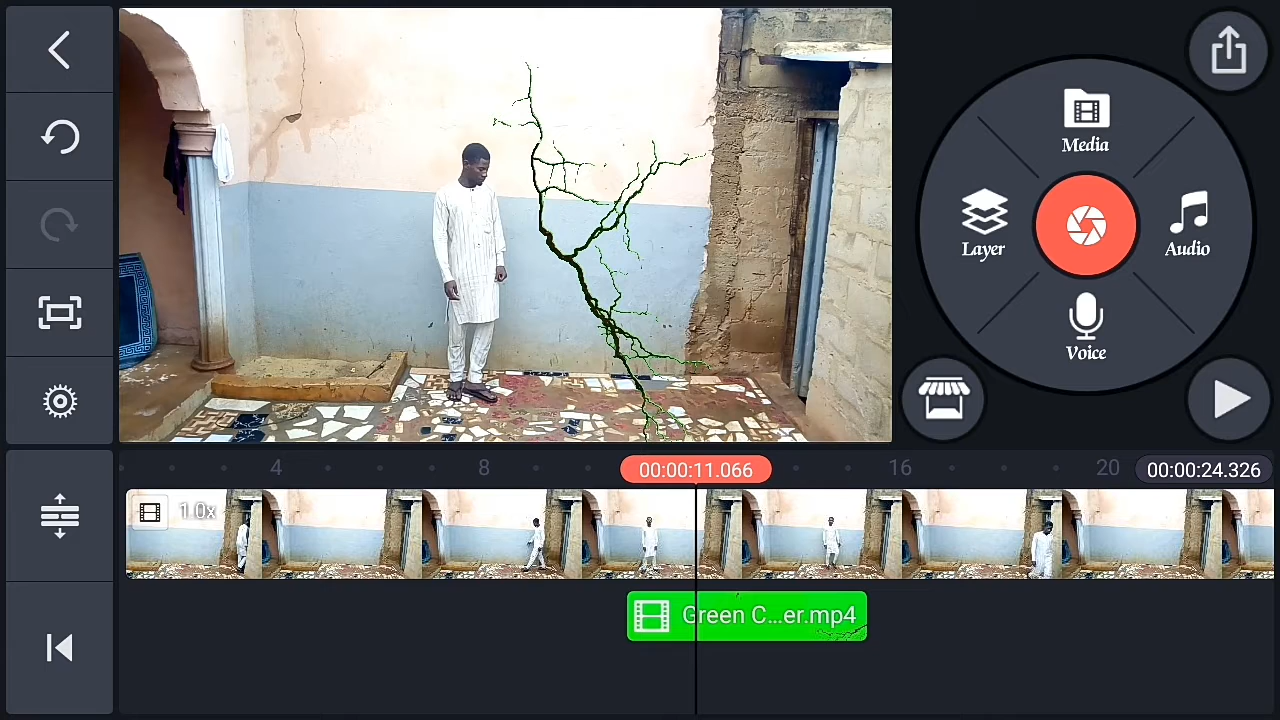 Media
Layer
Audio
Voice
4
8
00:00:11.066
16
20
00:00:24.326
1.0x
Green C...er.mp4